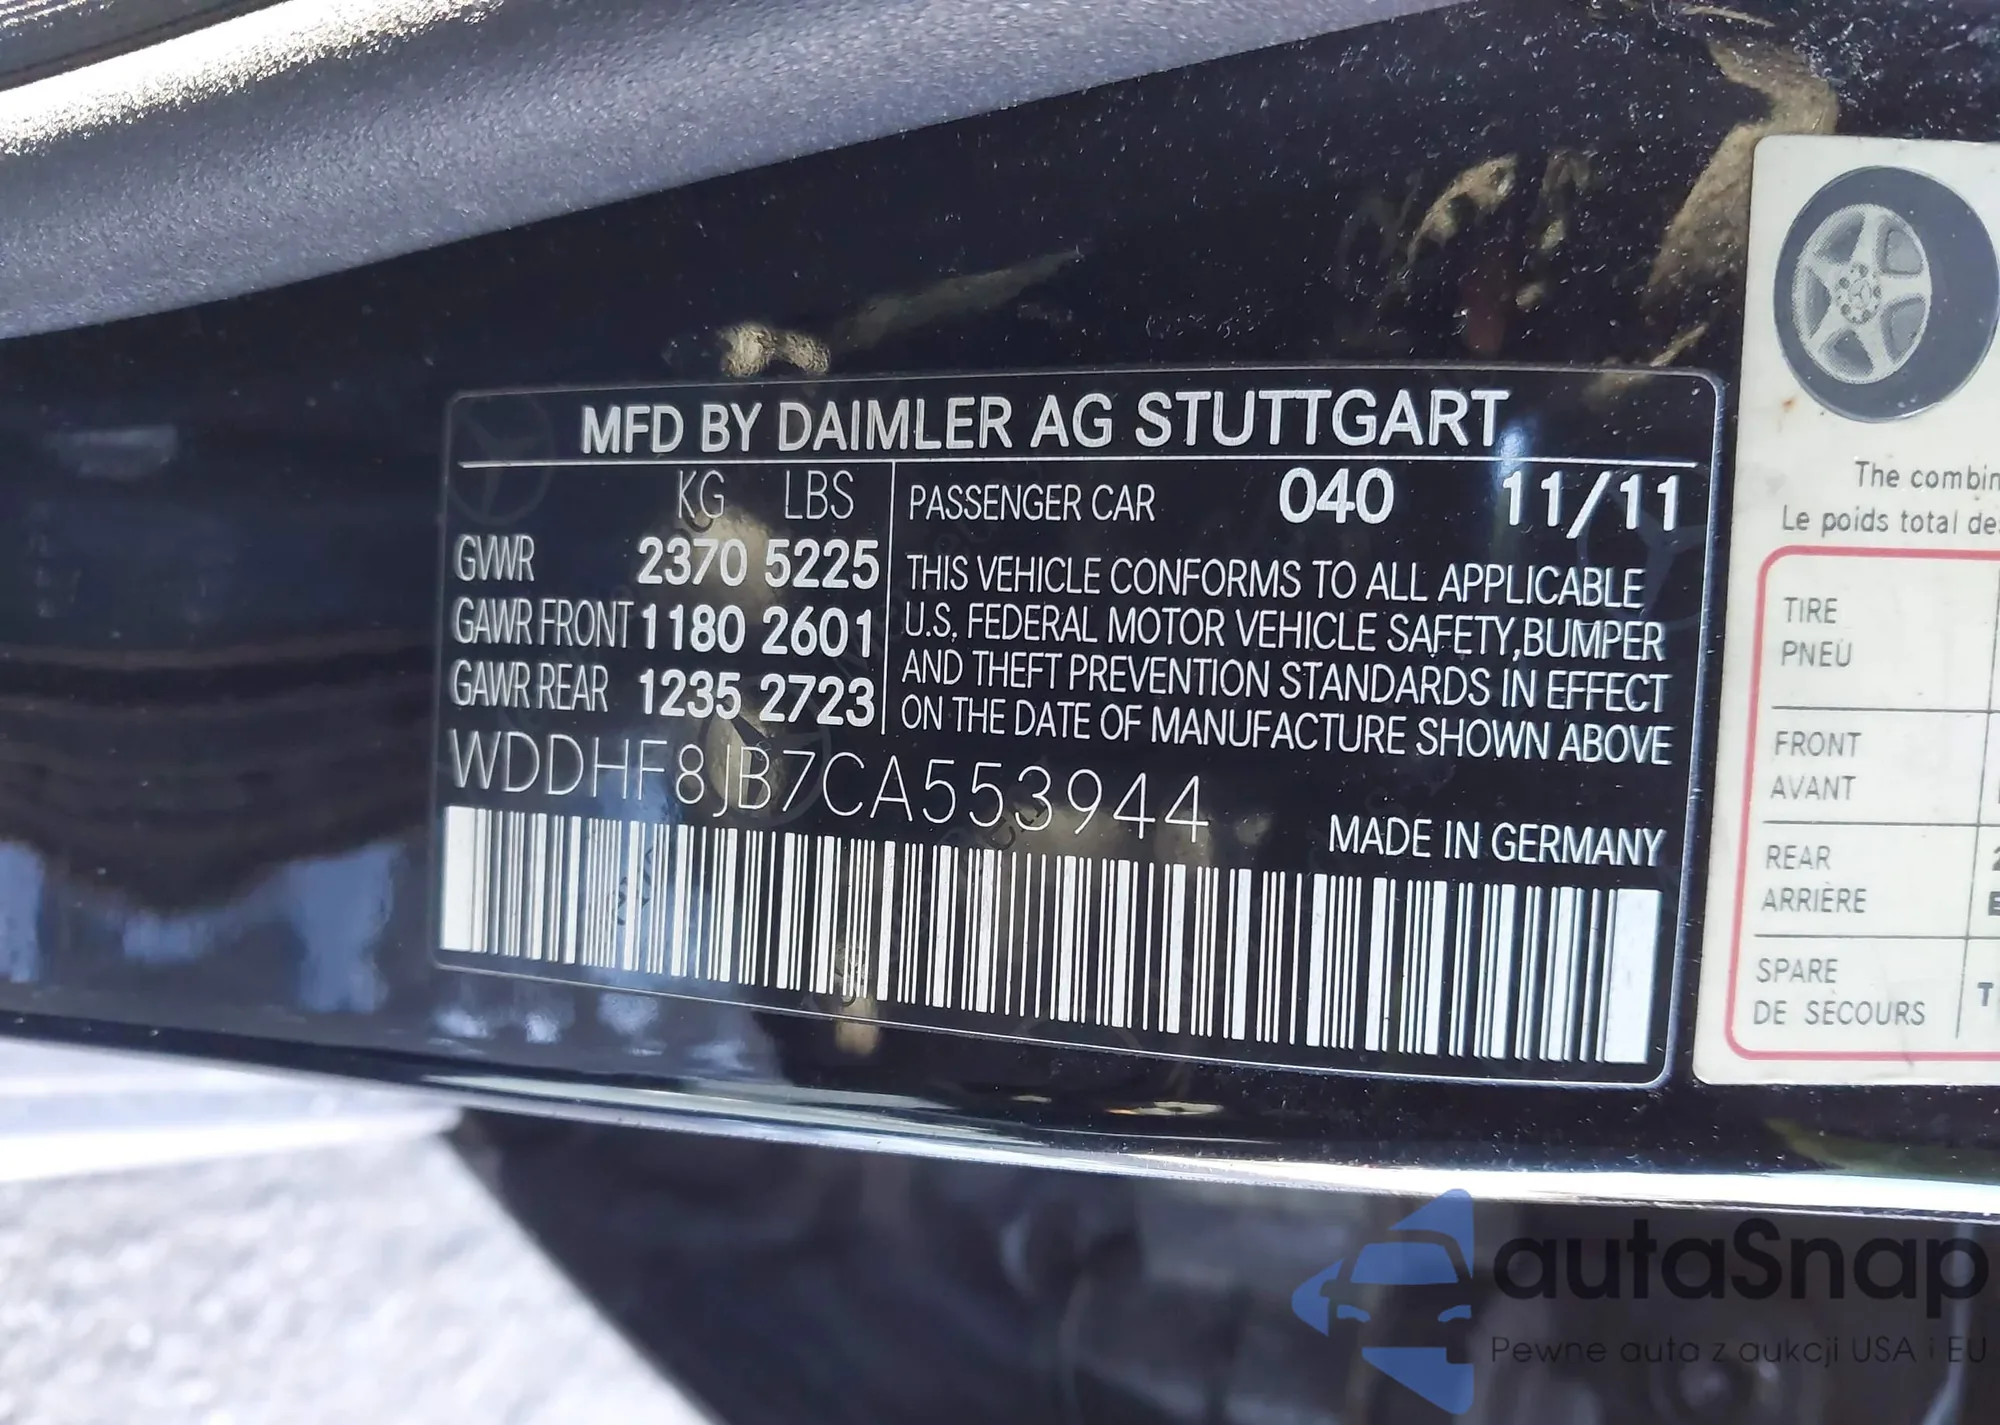 MFD BY DAIMLER AG STUTTGART
KG LBS
GVWR 2370 5225
GAWR FRONT 1180 2601
GAWR REAR 1235 2723
PASSENGER CAR 040 11/11
THIS VEHICLE CONFORMS TO ALL APPLICABLE
U.S. FEDERAL MOTOR VEHICLE SAFETY, BUMPER
AND THEFT PREVENTION STANDARDS IN EFFECT
ON THE DATE OF MANUFACTURE SHOWN ABOVE
WDDHF8JB7CA553944
MADE IN GERMANY
The combin
Le poids total de
TIRE
PNEU
FRONT
AVANT
REAR
ARRIÈRE
SPARE
DE SECOURS
autaSnap
Pewne auta z aukcji USA i EU